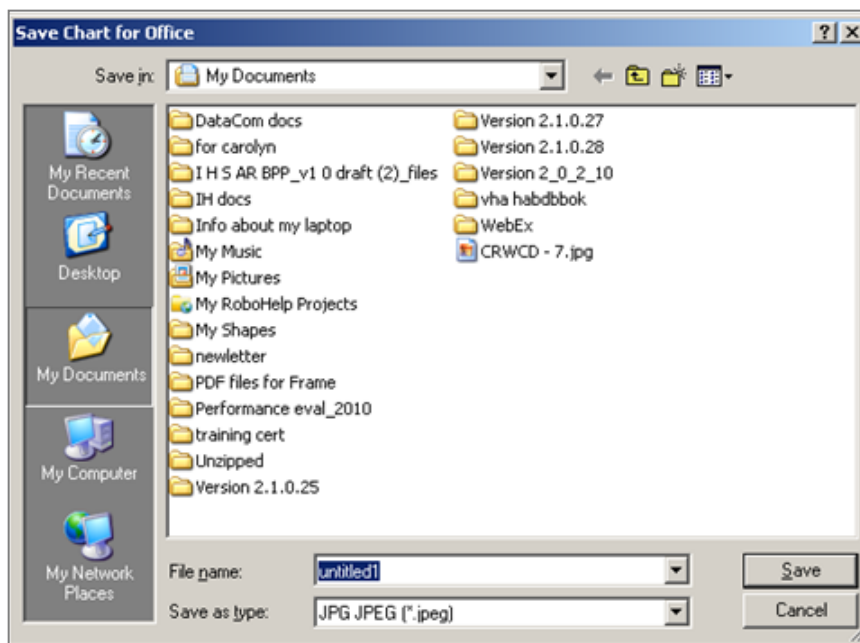 Save Chart for Office
Save in:
My Documents
My Recent
Documents
Desktop
My Documents
My Computer
My Network
Places
DataCom docs
for carolyn
I H S AR BPP_v1 0 draft (2)_files
IH docs
Info about my laptop
My Music
My Pictures
My RoboHelp Projects
My Shapes
newletter
PDF files for Frame
Performance eval_2010
training cert
Unzipped
Version 2.1.0.25
Version 2.1.0.27
Version 2.1.0.28
Version 2_0_2_10
vha habdbbok
WebEx
CRWCD - 7.jpg
File name:
untitled1
Save
Save as type:
JPG JPEG (*.jpeg)
Cancel